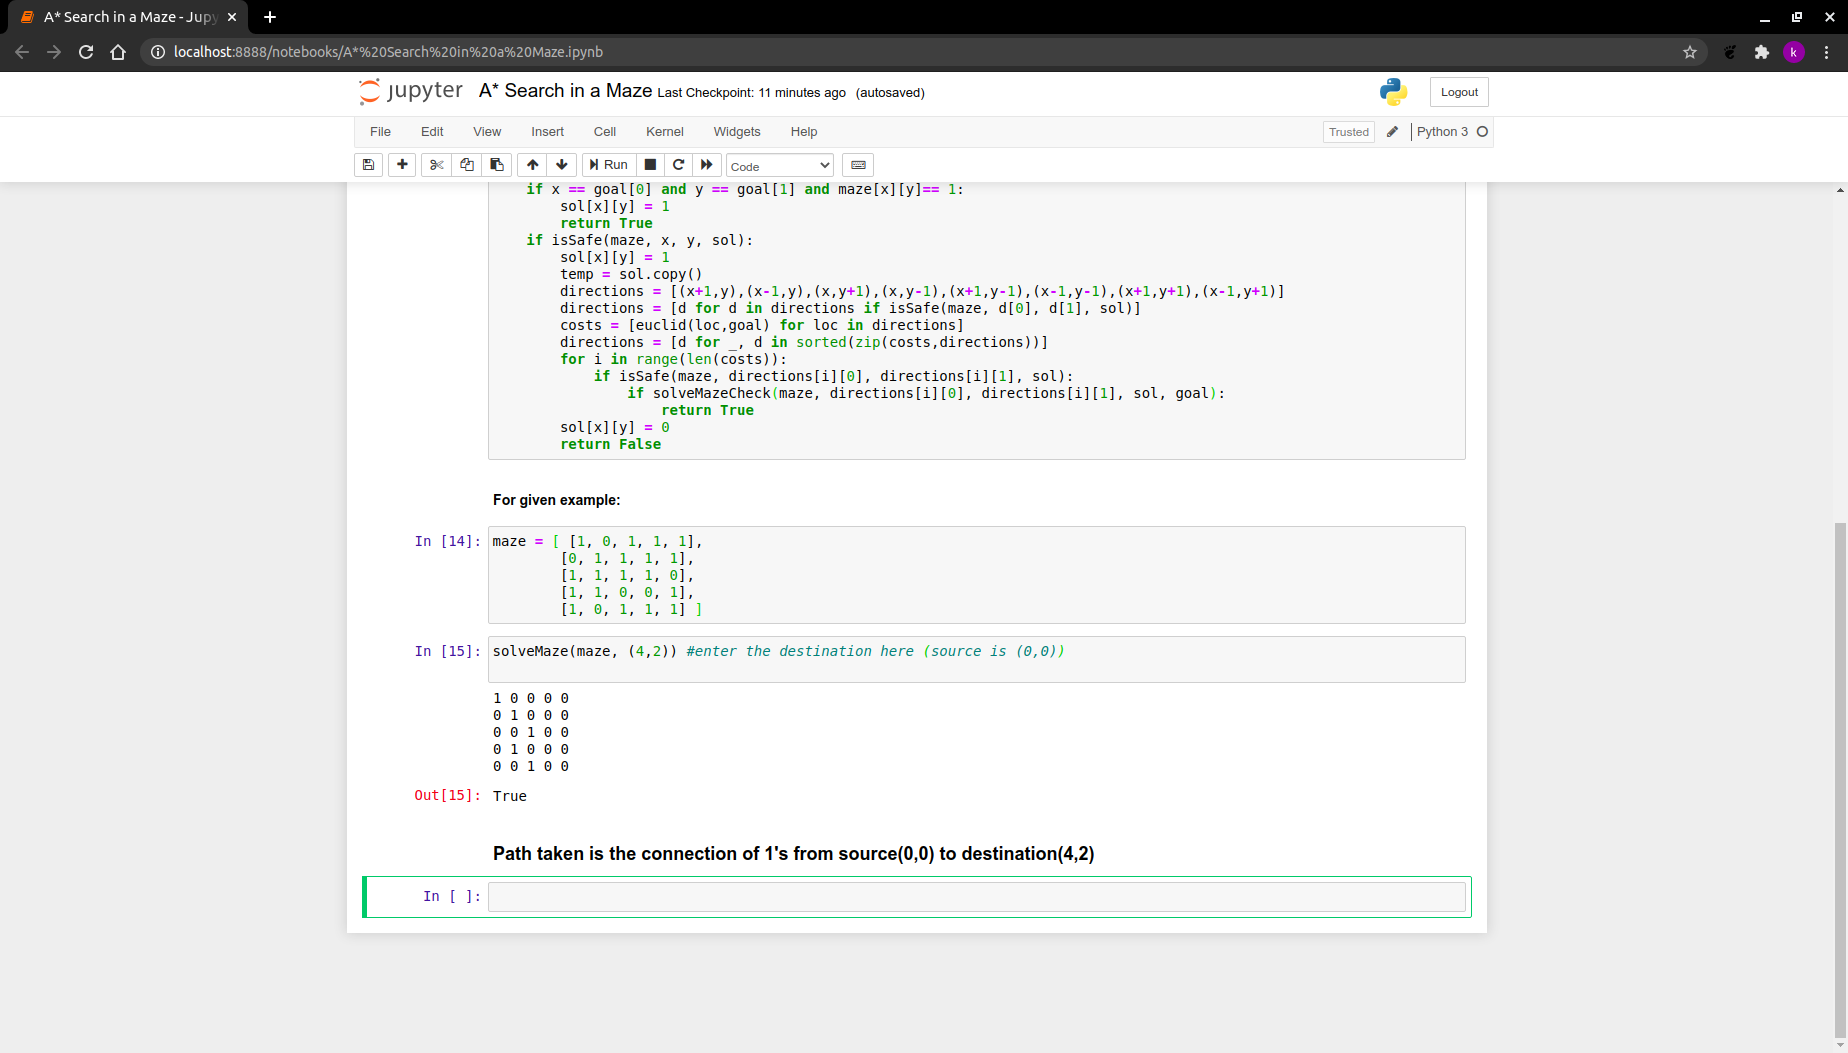 A* Search in a Maze - Jup
localhost:8888/notebooks/A*%20Search%20in%20a%20Maze.ipynb
k
jupyter A* Search in a Maze Last Checkpoint: 11 minutes ago (autosaved)
Logout
File Edit View Insert Cell Kernel Widgets Help
Trusted Python 3
Run Code
if x == goal[0] and y == goal[1] and maze[x][y]== 1:
sol[x][y] = 1
return True
if isSafe(maze, x, y, sol):
sol[x][y] = 1
temp = sol.copy()
directions = [(x+1,y),(x-1,y),(x,y+1),(x,y-1),(x+1,y-1),(x-1,y-1),(x+1,y+1),(x-1,y+1)]
directions = [d for d in directions if isSafe(maze, d[0], d[1], sol)]
costs = [euclid(loc,goal) for loc in directions]
directions = [d for _, d in sorted(zip(costs,directions))]
for i in range(len(costs)):
if isSafe(maze, directions[i][0], directions[i][1], sol):
if solveMazeCheck(maze, directions[i][0], directions[i][1], sol, goal):
return True
sol[x][y] = 0
return False
For given example:
In [14]: maze = [ [1, 0, 1, 1, 1],
[0, 1, 1, 1, 1],
[1, 1, 1, 1, 0],
[1, 1, 0, 0, 1],
[1, 0, 1, 1, 1] ]
In [15]: solveMaze(maze, (4,2)) #enter the destination here (source is (0,0))
1 0 0 0 0
0 1 0 0 0
0 0 1 0 0
0 1 0 0 0
0 0 1 0 0
Out[15]: True
Path taken is the connection of 1's from source(0,0) to destination(4,2)
In [ ]: